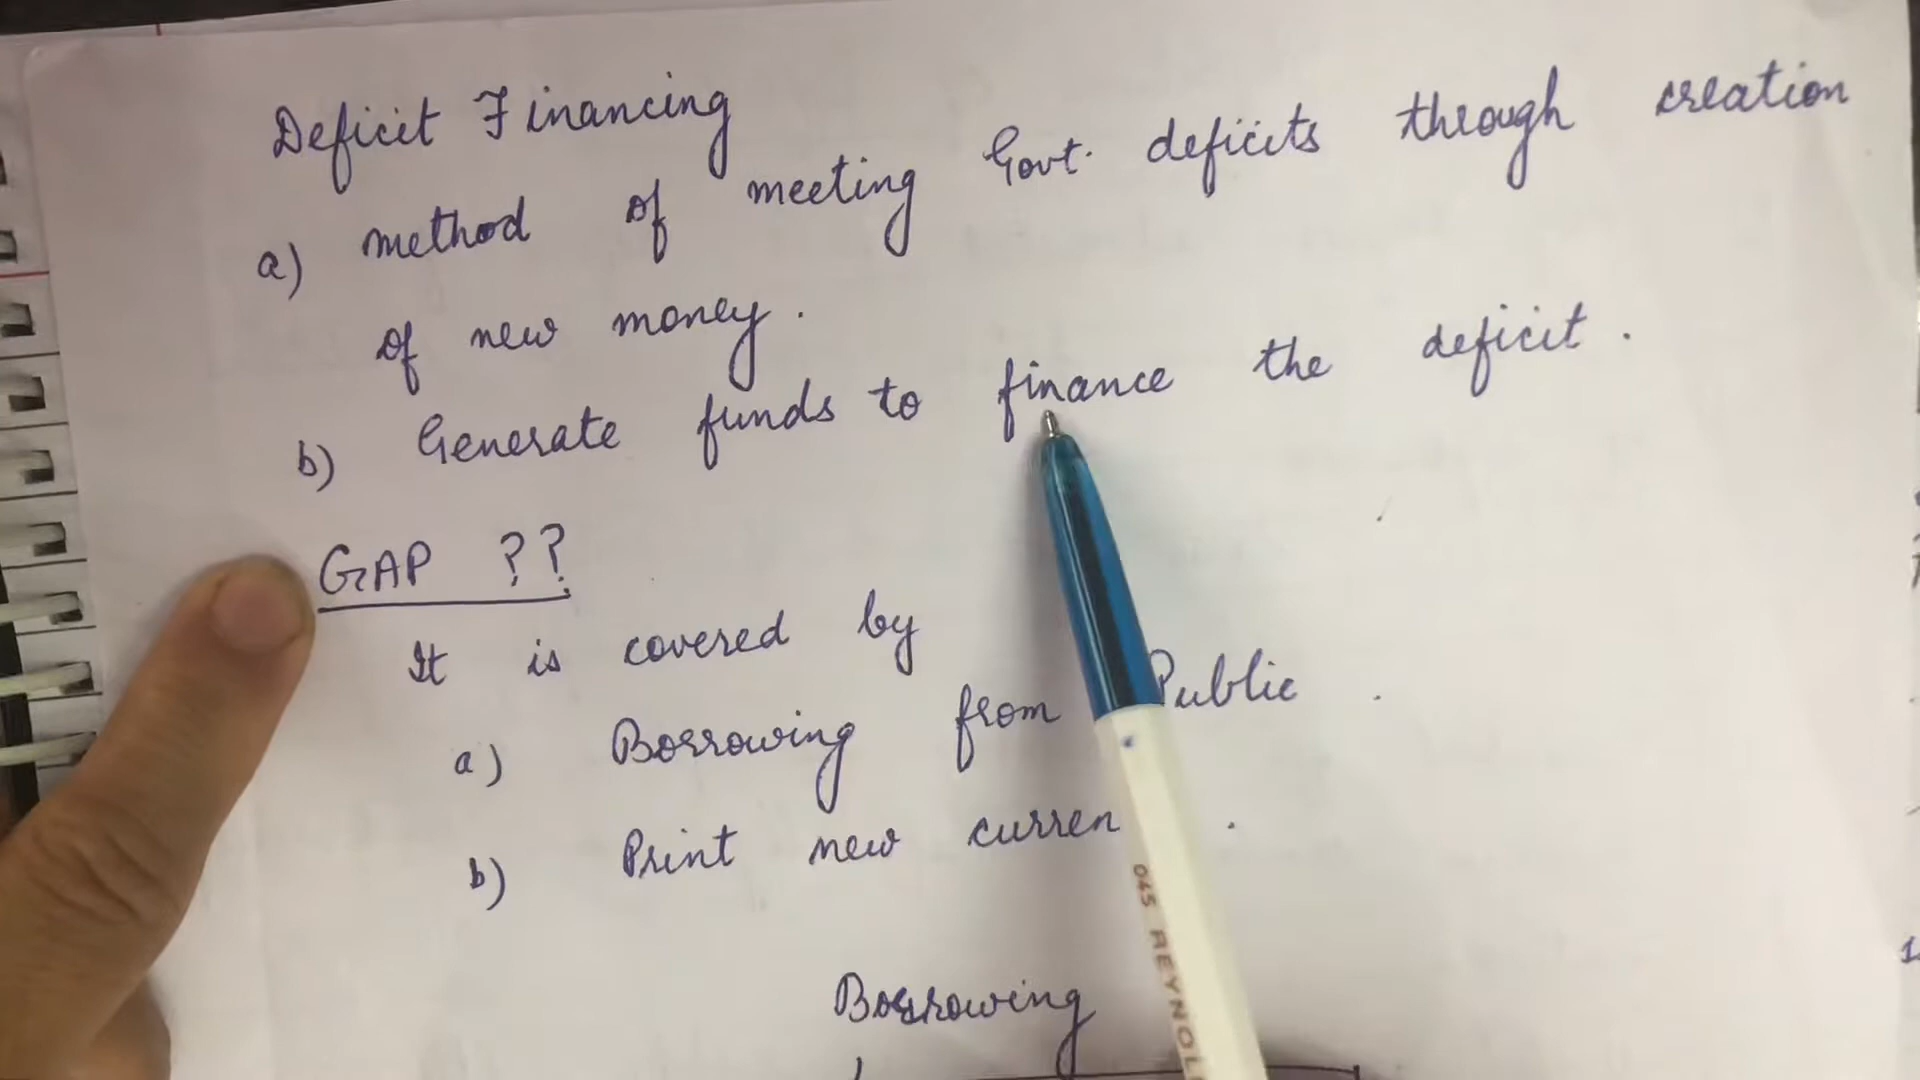 Deficit Financing
a) method of meeting Govt. deficits through creation
of new money.
b) Generate funds to finance the deficit.
GAP ??
It is covered by
a) Borrowing from Public.
b) Print new curren
Borrowing
045 REYNOL